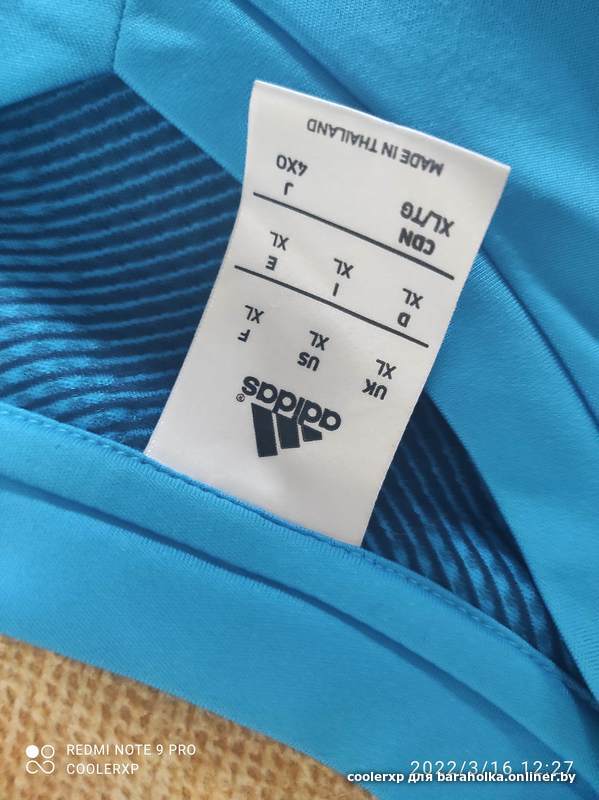 adidas®
UK US F
XL XL XL
D I E
XL XL XL
CDN J
XL/TG 4XO
MADE IN THAILAND
REDMI NOTE 9 PRO
COOLERXP
2022/3/16 12:27
coolerxp для baraholka.onliner.by